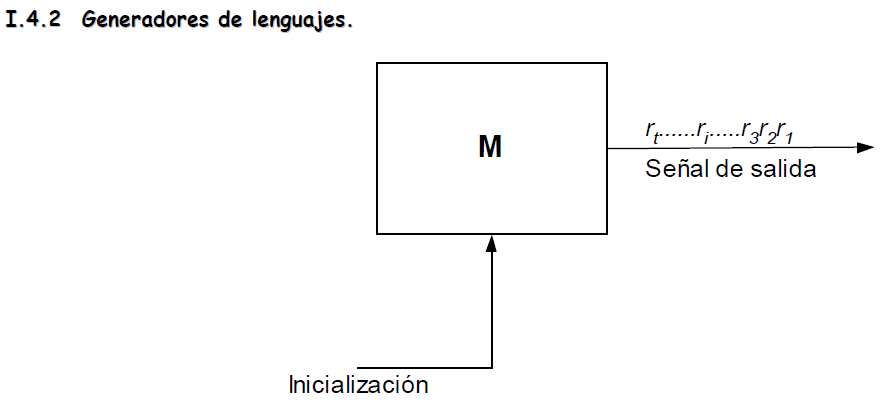 I.4.2 Generadores de lenguajes.
M
rt......ri.....r3r2r1
Señal de salida
Inicialización